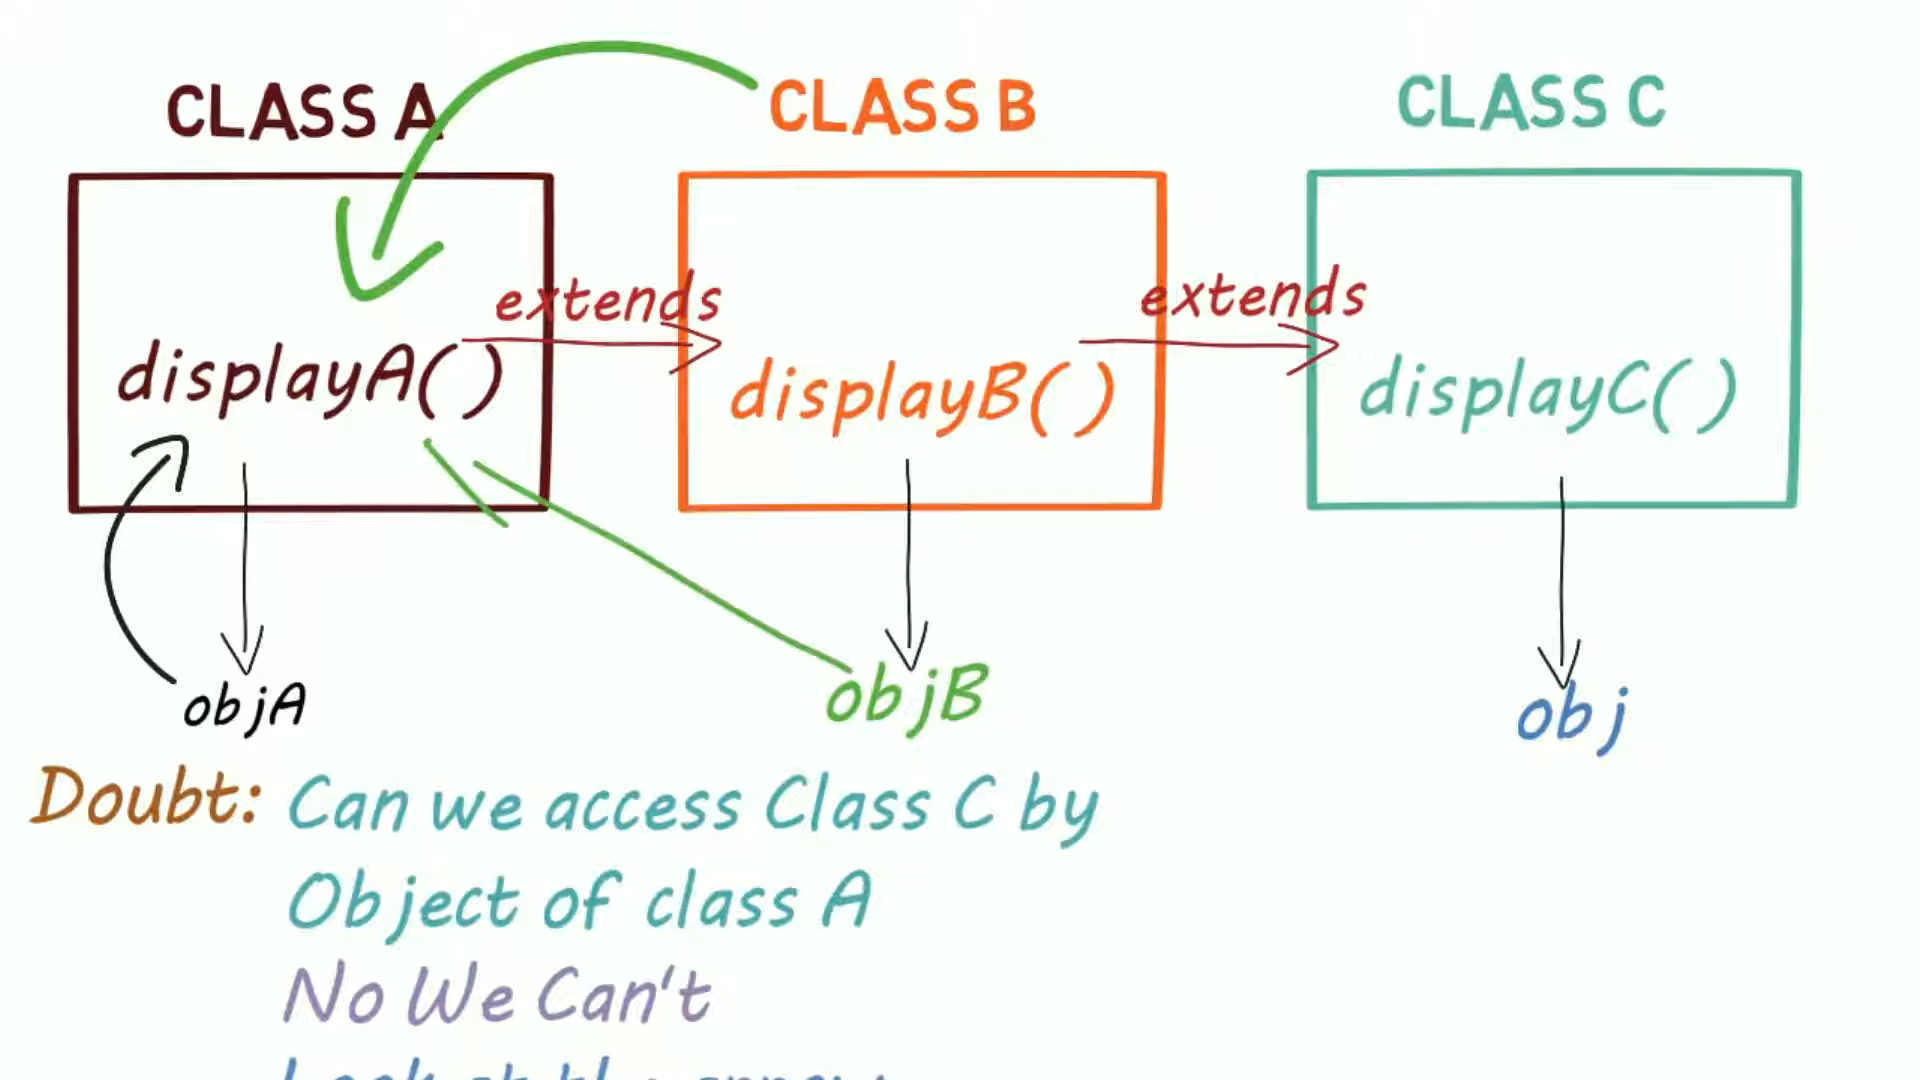 CLASS A
CLASS B
CLASS C
extends
extends
displayA()
displayB()
displayC()
objA
objB
obj
Doubt: Can we access Class C by
Object of class A
No We Can't